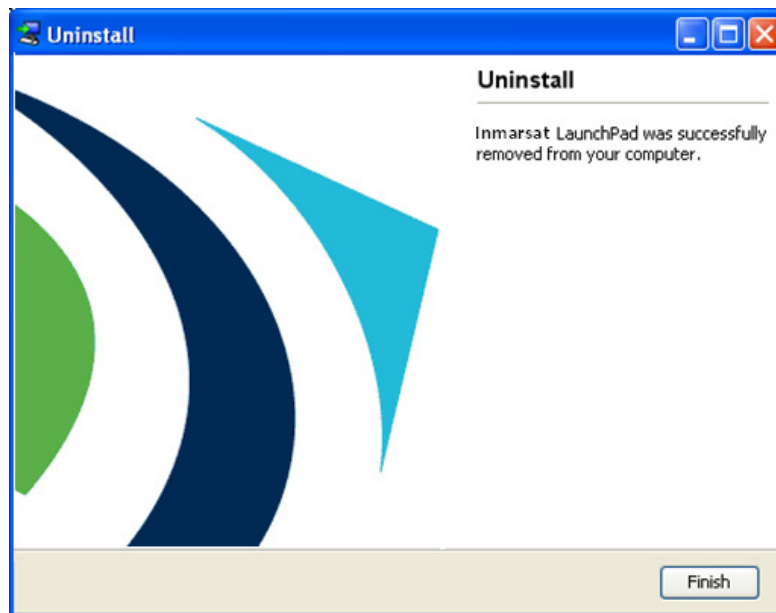 Uninstall
Uninstall
Inmarsat LaunchPad was successfully
removed from your computer.
Finish